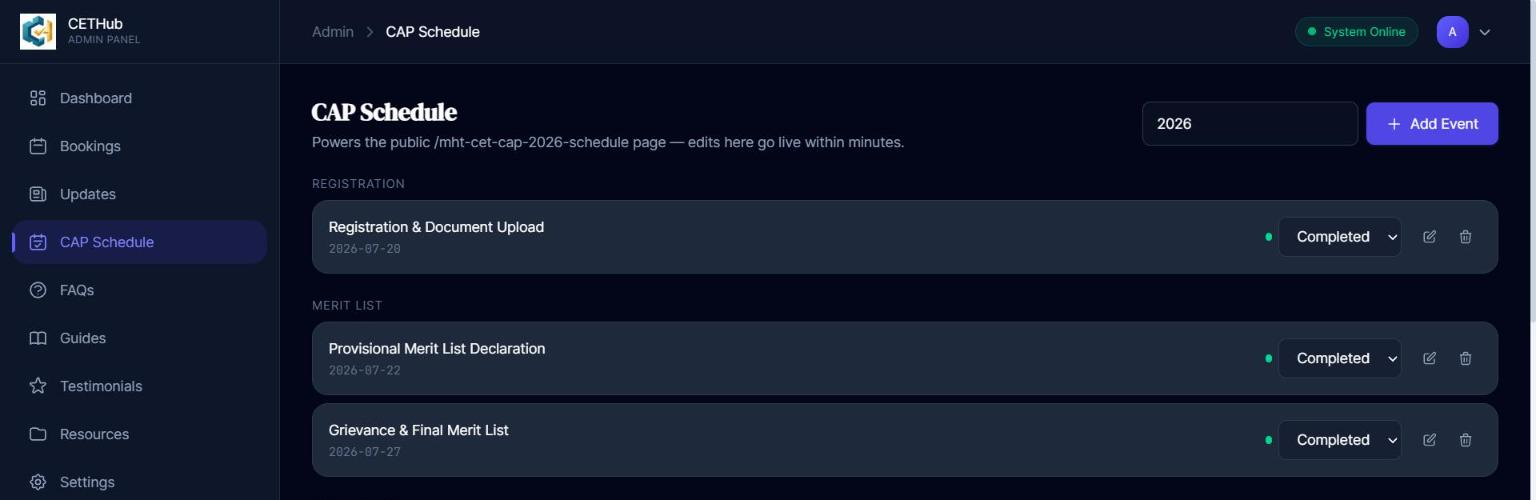 CETHub
ADMIN PANEL
Admin > CAP Schedule
System Online
A
Dashboard
Bookings
Updates
CAP Schedule
FAQs
Guides
Testimonials
Resources
Settings
CAP Schedule
Powers the public /mht-cet-cap-2026-schedule page — edits here go live within minutes.
2026
+ Add Event
REGISTRATION
Registration & Document Upload
2026-07-20
Completed
MERIT LIST
Provisional Merit List Declaration
2026-07-22
Completed
Grievance & Final Merit List
2026-07-27
Completed